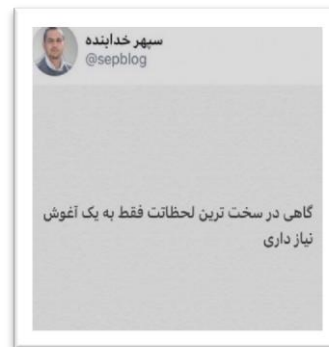 سپهر خدابنده
@sepblog
گاهی در سخت ترین لحظاتت فقط به یک آغوش
نیاز داری